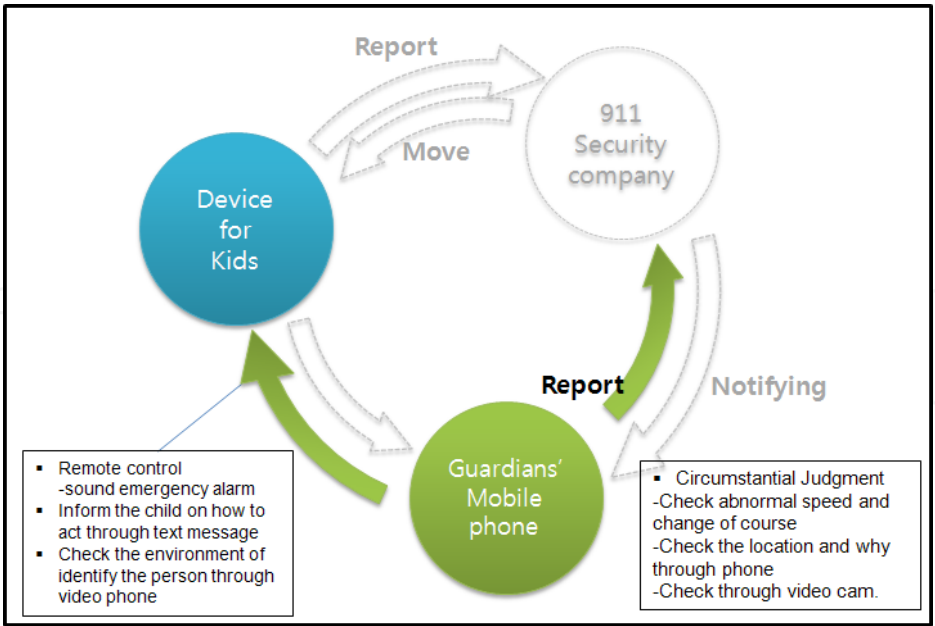 Report
911
Security
company
Move
Device
for
Kids
Report
Notifying
Guardians'
Mobile
phone
▪ Remote control
-sound emergency alarm
▪ Inform the child on how to
act through text message
▪ Check the environment of
identify the person through
video phone
▪ Circumstantial Judgment
-Check abnormal speed and
change of course
-Check the location and why
through phone
-Check through video cam.